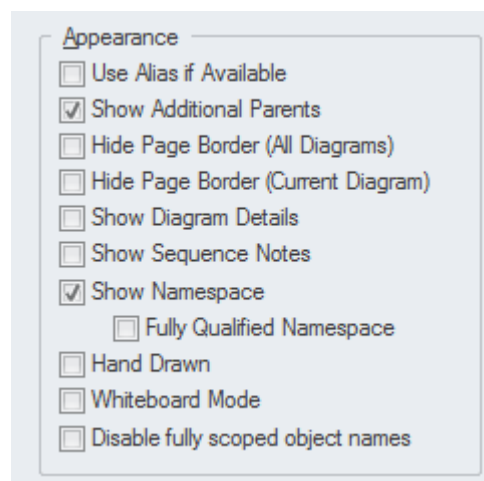 Appearance
Use Alias if Available
Show Additional Parents
Hide Page Border (All Diagrams)
Hide Page Border (Current Diagram)
Show Diagram Details
Show Sequence Notes
Show Namespace
Fully Qualified Namespace
Hand Drawn
Whiteboard Mode
Disable fully scoped object names